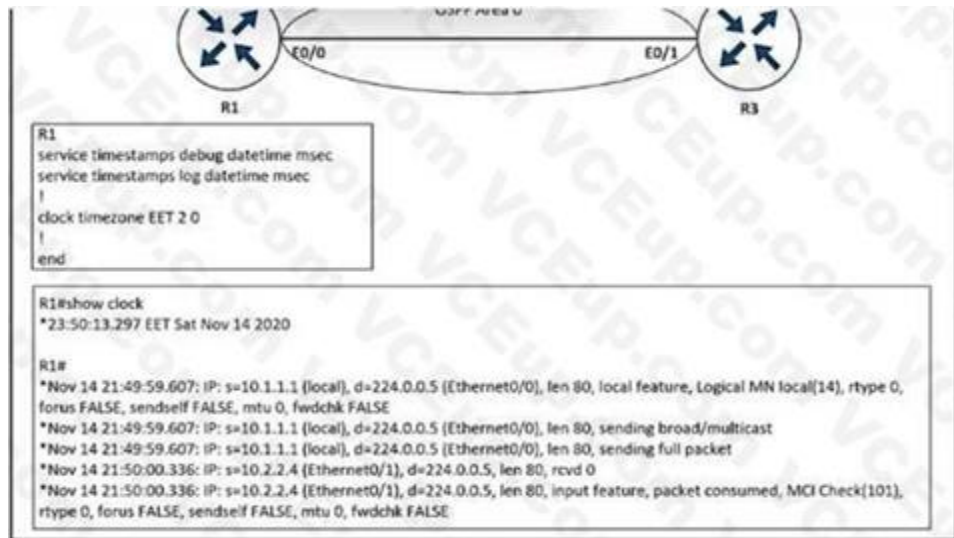 OSPF Area 0
E0/0
E0/1
R1
R3
R1
service timestamps debug datetime msec
service timestamps log datetime msec
!
clock timezone EET 2 0
!
end
R1#show clock
*23:50:13.297 EET Sat Nov 14 2020
R1#
*Nov 14 21:49:59.607: IP: s=10.1.1.1 (local), d=224.0.0.5 (Ethernet0/0), len 80, local feature, Logical MN local(14), rtype 0,
forus FALSE, sendself FALSE, mtu 0, fwdchk FALSE
*Nov 14 21:49:59.607: IP: s=10.1.1.1 (local), d=224.0.0.5 (Ethernet0/0), len 80, sending broad/multicast
*Nov 14 21:49:59.607: IP: s=10.1.1.1 (local), d=224.0.0.5 (Ethernet0/0), len 80, sending full packet
*Nov 14 21:50:00.336: IP: s=10.2.2.4 (Ethernet0/1), d=224.0.0.5, len 80, rcvd 0
*Nov 14 21:50:00.336: IP: s=10.2.2.4 (Ethernet0/1), d=224.0.0.5, len 80, input feature, packet consumed, MCI Check(101),
rtype 0, forus FALSE, sendself FALSE, mtu 0, fwdchk FALSE
VCEup.com